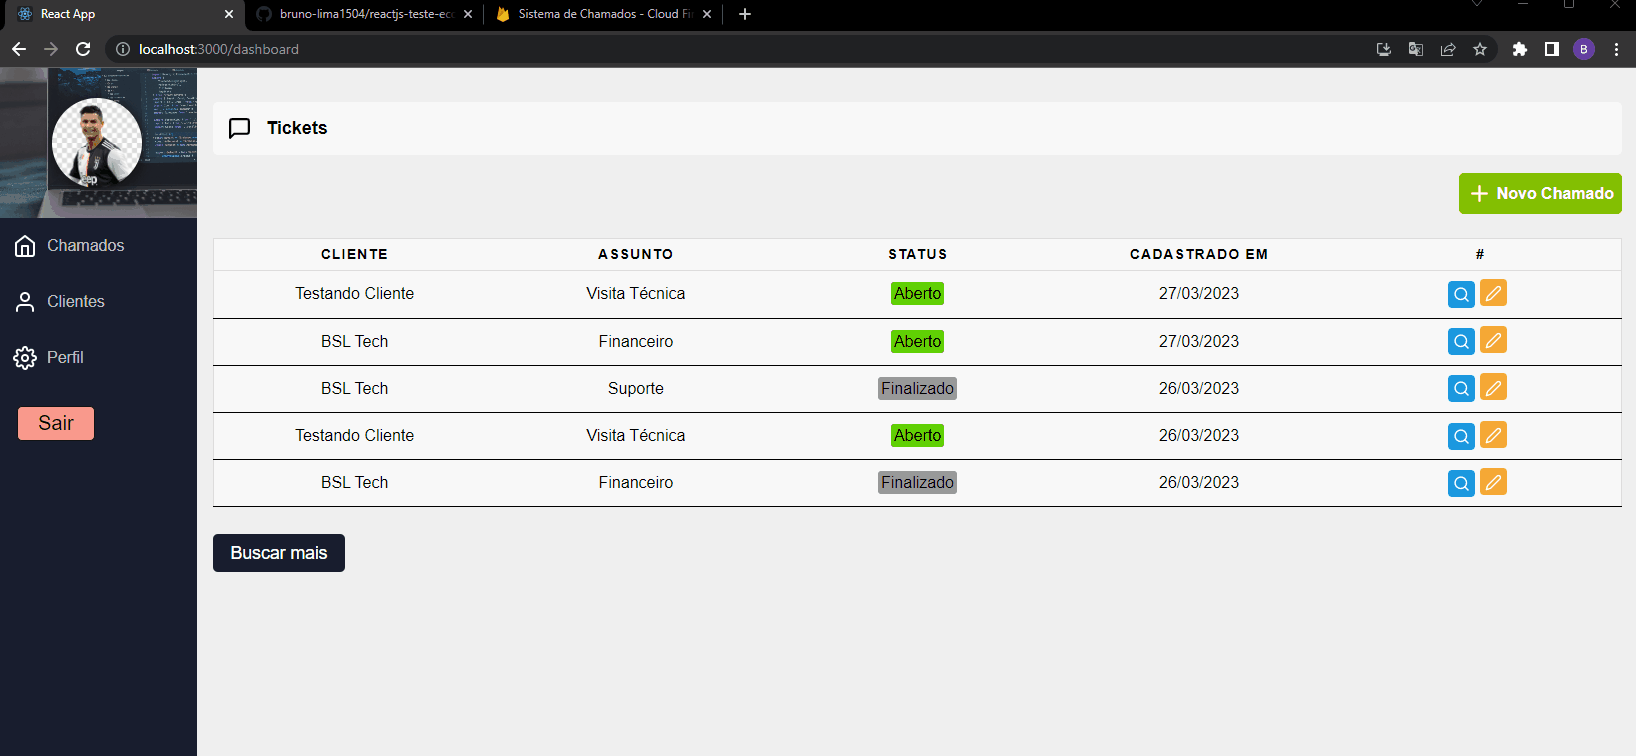 React App
bruno-lima1504/reactjs-teste-ecc
Sistema de Chamados - Cloud Fi
localhost:3000/dashboard
B
Tickets
Novo Chamado
Chamados
Clientes
Perfil
Sair
CLIENTE ASSUNTO STATUS CADASTRADO EM #
Testando Cliente Visita Técnica Aberto 27/03/2023
BSL Tech Financeiro Aberto 27/03/2023
BSL Tech Suporte Finalizado 26/03/2023
Testando Cliente Visita Técnica Aberto 26/03/2023
BSL Tech Financeiro Finalizado 26/03/2023
Buscar mais